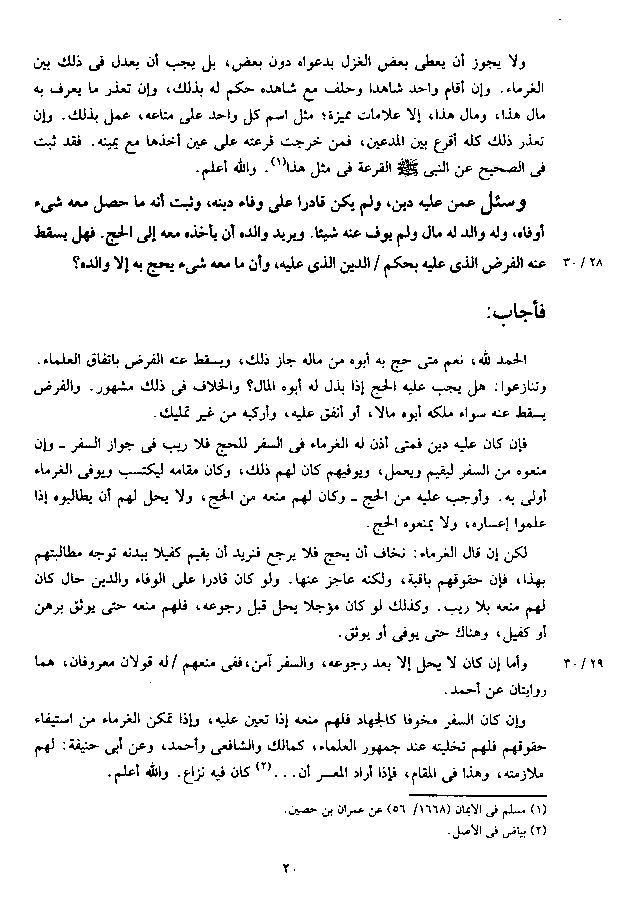 ولا يجوز أن يعطى بعض الغزل بدعواه دون بعض، بل يجب أن يعدل فى ذلك بين
الغرماء. وإن أقام واحد شاهدا وحلف مع شاهده حكم له بذلك، وإن تعذر ما يعرف به
مال هذا، ومال هذا، إلا علامات مميزة؛ مثل اسم كل واحد على متاعه، عمل بذلك. وإن
تعذر ذلك كله أقرع بين المدعين، فمن خرجت قرعته على عين أخذها مع يمينه. فقد ثبت
فى الصحيح عن النبى ﷺ القرعة فى مثل هذا(١). والله أعلم.
وسئل عمن عليه دين، ولم يكن قادرا على وفاء دينه، وثبت أنه ما حصل معه شىء
أوفاه، وله والد له مال ولم يوف عنه شيئا. ويريد والده أن يأخذه معه إلى الحج. فهل يسقط
٣٠/٢٨ عنه الفرض الذى عليه بحكم / الدين الذى عليه، وأن ما معه شىء يحج به إلا والده؟
فأجاب:
الحمد لله، نعم متى حج به أبوه من ماله جاز ذلك، ويسقط عنه الفرض باتفاق العلماء.
وتنازعوا: هل يجب عليه الحج إذا بذل له أبوه المال؟ والخلاف فى ذلك مشهور. والفرض
يسقط عنه سواء ملكه أبوه مالا، أو أنفق عليه، وأركبه من غير تمليك.
فإن كان عليه دين فمتى أذن له الغرماء فى السفر للحج فلا ريب فى جواز السفر ـ وإن
منعوه من السفر ليقيم ويعمل، ويوفيهم كان لهم ذلك، وكان مقامه ليكتسب ويوفى الغرماء
أولى به. وأوجب عليه من الحج ـ وكان لهم منعه من الحج، ولا يحل لهم أن يطالبوه إذا
علموا إعساره، ولا يمنعوه الحج.
لكن إن قال الغرماء: نخاف أن يحج فلا يرجع فنريد أن يقيم كفيلا ببدنه توجه مطالبتهم
بهذا، فإن حقوقهم باقية، ولكنه عاجز عنها. ولو كان قادرا على الوفاء والدين حال كان
لهم منعه بلا ريب. وكذلك لو كان مؤجلا يحل قبل رجوعه، فلهم منعه حتى يوثق برهن
أو كفيل، وهناك حتى يوفى أو يوثق.
٣٠/٢٩ وأما إن كان لا يحل إلا بعد رجوعه، والسفر آمن، ففى منعهم / له قولان معروفان، هما
روايتان عن أحمد.
وإن كان السفر مخوفا كالجهاد فلهم منعه إذا تعين عليه، وإذا تمكن الغرماء من استيفاء
حقوقهم فلهم تخليته عند جمهور العلماء، كمالك والشافعى وأحمد، وعن أبى حنيفة: لهم
ملازمته، وهذا فى المقام، فإذا أراد المعسر أن...(٢) كان فيه نزاع. والله أعلم.
(١) مسلم فى الأيمان (١٦٦٨/ ٥٦) عن عمران بن حصين.
(٢) بياض فى الأصل.
٢٠